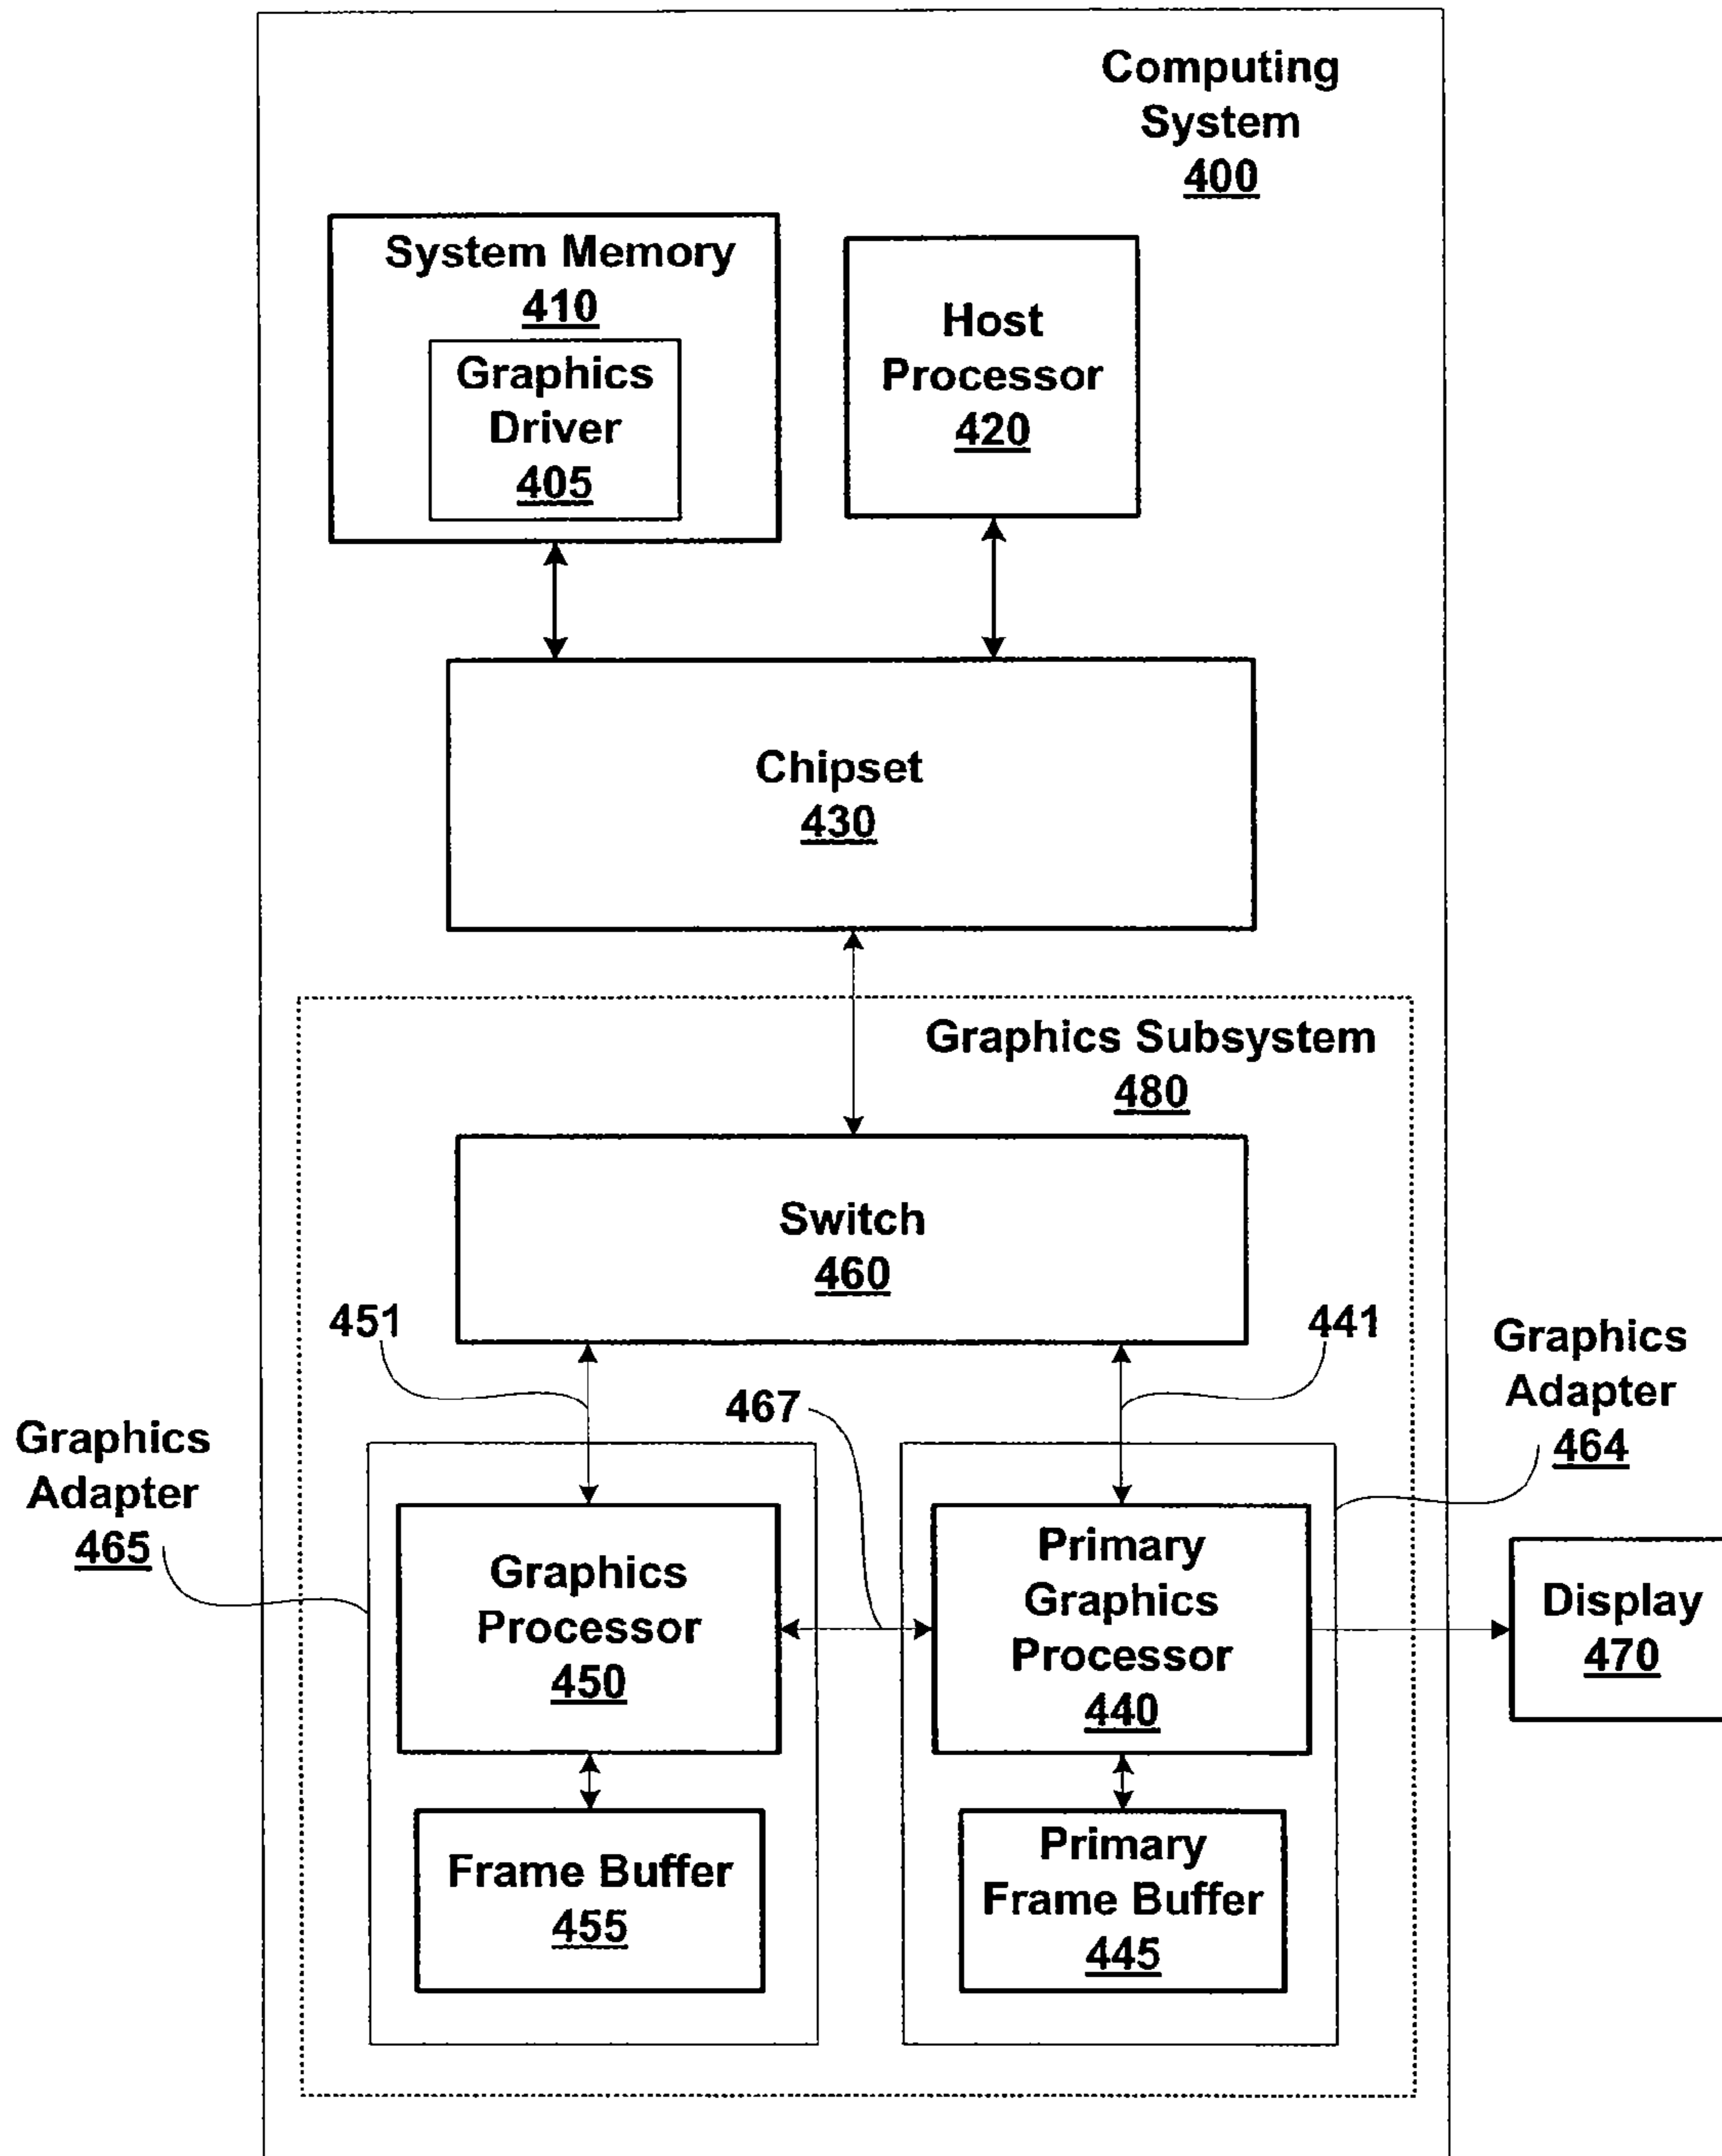 Computing
System
400
System Memory
410
Graphics
Driver
405
Host
Processor
420
Chipset
430
Graphics Subsystem
480
Switch
460
451
441
467
Graphics
Adapter
464
Graphics
Adapter
465
Graphics
Processor
450
Primary
Graphics
Processor
440
Display
470
Frame Buffer
455
Primary
Frame Buffer
445